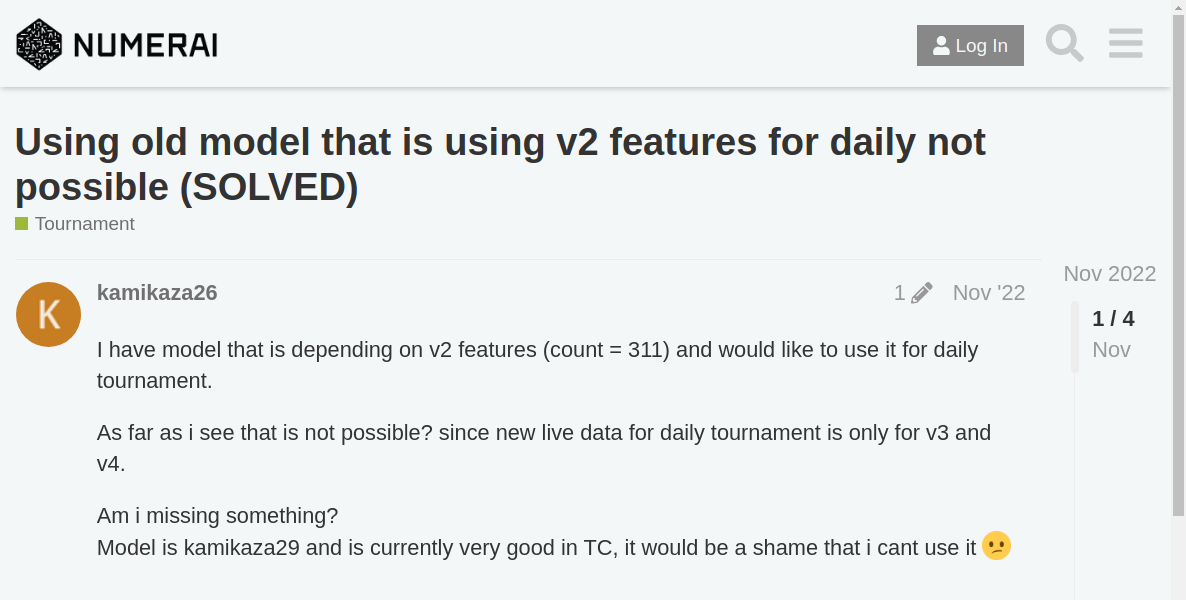 NUMERAI
Log In
Using old model that is using v2 features for daily not
possible (SOLVED)
Tournament
Nov 2022
1 / 4
Nov
K
kamikaza26
1
Nov '22
I have model that is depending on v2 features (count = 311) and would like to use it for daily
tournament.
As far as i see that is not possible? since new live data for daily tournament is only for v3 and
v4.
Am i missing something?
Model is kamikaza29 and is currently very good in TC, it would be a shame that i cant use it